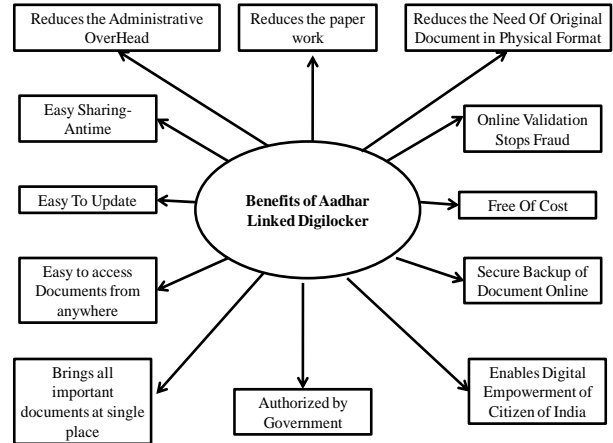 Reduces the Administrative
OverHead
Reduces the paper
work
Reduces the Need Of Original
Document in Physical Format
Easy Sharing-
Antime
Online Validation
Stops Fraud
Benefits of Aadhar
Linked Digilocker
Easy To Update
Free Of Cost
Easy to access
Documents from
anywhere
Secure Backup of
Document Online
Brings all
important
documents at single
place
Authorized by
Government
Enables Digital
Empowerment of
Citizen of India